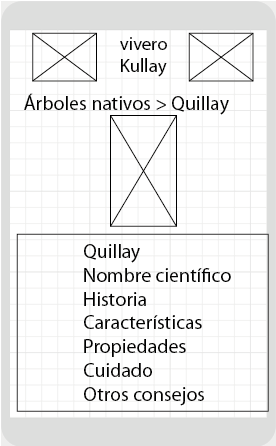 vivero
Kullay
Árboles nativos > Quillay
Quillay
Nombre científico
Historia
Características
Propiedades
Cuidado
Otros consejos